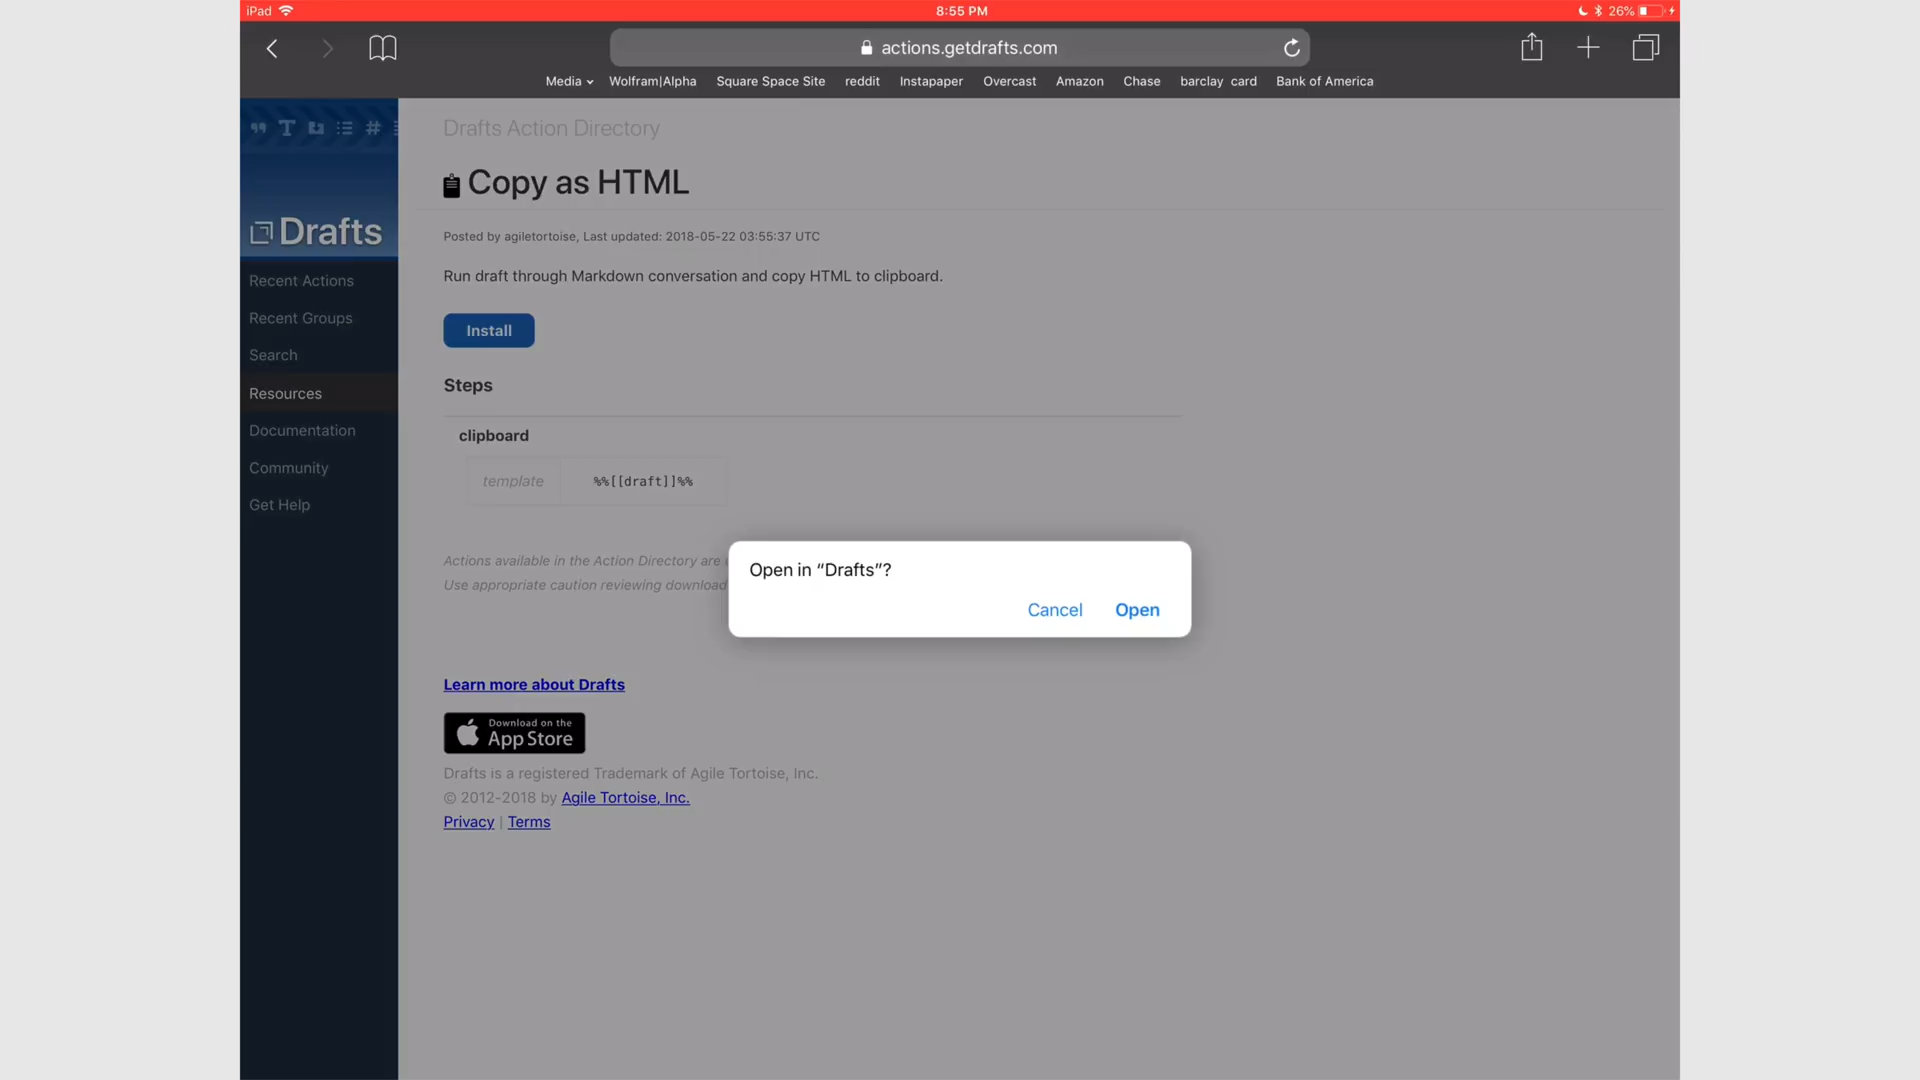 iPad 8:55 PM 26%
actions.getdrafts.com
Media Wolfram|Alpha Square Space Site reddit Instapaper Overcast Amazon Chase barclay card Bank of America
Drafts
Recent Actions
Recent Groups
Search
Resources
Documentation
Community
Get Help
Drafts Action Directory
Copy as HTML
Posted by agiletortoise, Last updated: 2018-05-22 03:55:37 UTC
Run draft through Markdown conversation and copy HTML to clipboard.
Install
Steps
clipboard
template %%[[draft]]%%
Actions available in the Action Directory are
Use appropriate caution reviewing download
Open in “Drafts”?
Cancel Open
Learn more about Drafts
Download on the
App Store
Drafts is a registered Trademark of Agile Tortoise, Inc.
© 2012-2018 by Agile Tortoise, Inc.
Privacy | Terms